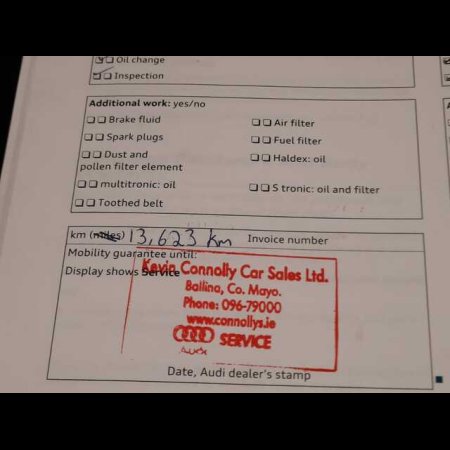 Oil change
Inspection
Additional work: yes/no
Brake fluid
Air filter
Spark plugs
Fuel filter
Dust and
pollen filter element
Haldex: oil
multitronic: oil
S tronic: oil and filter
Toothed belt
km (miles) 13,623 km Invoice number
Mobility guarantee until:
Display shows Service
Kevin Connolly Car Sales Ltd.
Ballina, Co. Mayo.
Phone: 096-79000
www.connollys.ie
SERVICE
Audi
Date, Audi dealer's stamp